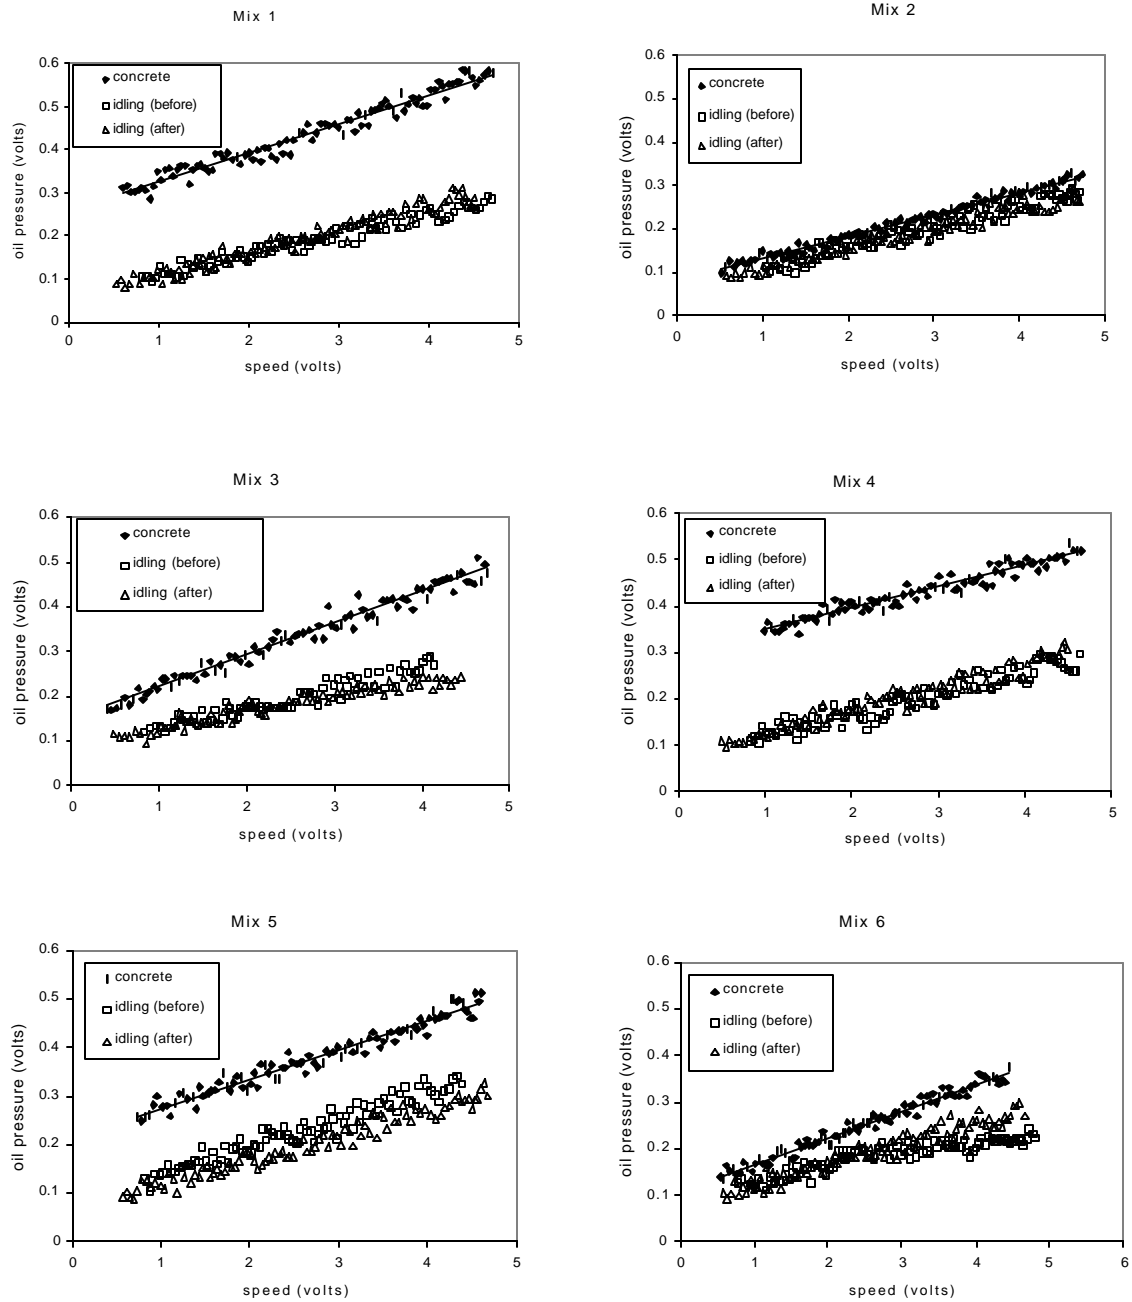 Mix 1
0.6
0.5
0.4
0.3
0.2
0.1
0
oil pressure (volts)
concrete
idling (before)
idling (after)
0 1 2 3 4 5
speed (volts)
Mix 2
0.6
0.5
0.4
0.3
0.2
0.1
0
oil pressure (volts)
concrete
idling (before)
idling (after)
0 1 2 3 4 5
speed (volts)
Mix 3
0.6
0.5
0.4
0.3
0.2
0.1
0
oil pressure (volts)
concrete
idling (before)
idling (after)
0 1 2 3 4 5
speed (volts)
Mix 4
0.6
0.5
0.4
0.3
0.2
0.1
0
oil pressure (volts)
concrete
idling (before)
idling (after)
0 1 2 3 4 5
speed (volts)
Mix 5
0.6
0.5
0.4
0.3
0.2
0.1
0
oil pressure (volts)
concrete
idling (before)
idling (after)
0 1 2 3 4 5
speed (volts)
Mix 6
0.6
0.5
0.4
0.3
0.2
0.1
0
oil pressure (volts)
concrete
idling (before)
idling (after)
0 1 2 3 4 5 6
speed (volts)